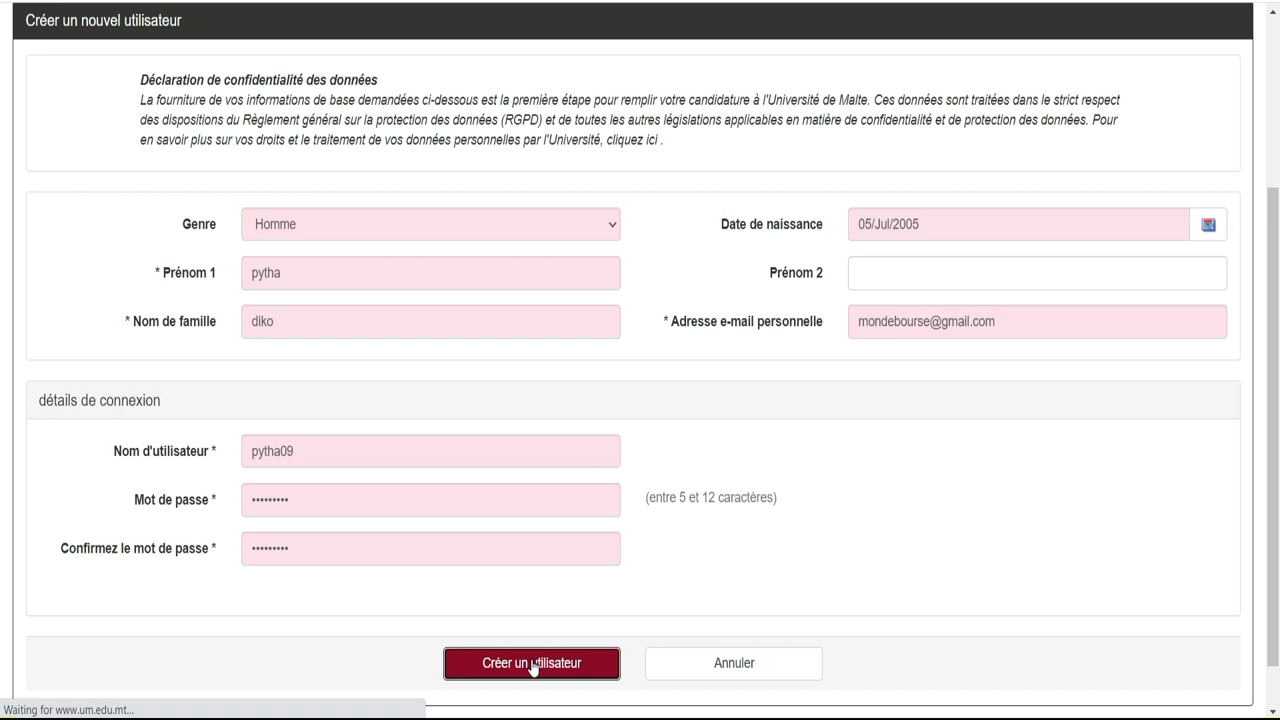 Créer un nouvel utilisateur
Déclaration de confidentialité des données
La fourniture de vos informations de base demandées ci-dessous est la première étape pour remplir votre candidature à l'Université de Malte. Ces données sont traitées dans le strict respect
des dispositions du Règlement général sur la protection des données (RGPD) et de toutes les autres législations applicables en matière de confidentialité et de protection des données. Pour
en savoir plus sur vos droits et le traitement de vos données personnelles par l'Université, cliquez ici .
Genre Homme Date de naissance 05/Jul/2005
* Prénom 1 pytha Prénom 2
* Nom de famille diko * Adresse e-mail personnelle mondebourse@gmail.com
détails de connexion
Nom d'utilisateur * pytha09
Mot de passe * ••••••••• (entre 5 et 12 caractères)
Confirmez le mot de passe * •••••••••
Créer un utilisateur Annuler
Waiting for www.um.edu.mt...